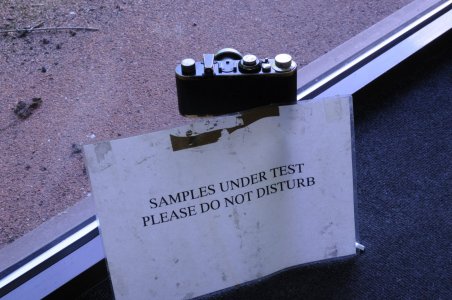 SAMPLES UNDER TEST
PLEASE DO NOT DISTURB